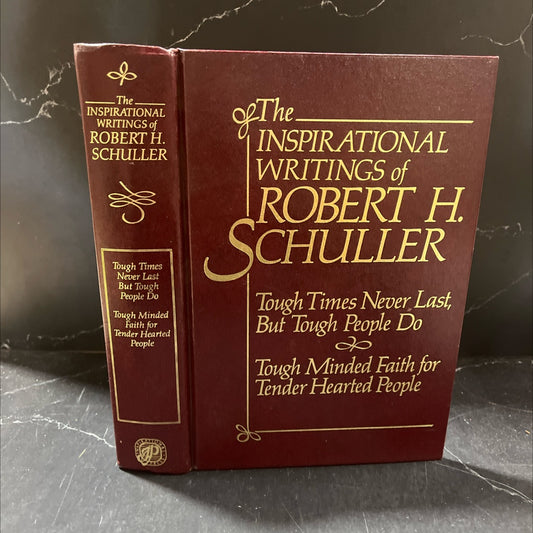 The
INSPIRATIONAL
WRITINGS of
ROBERT H.
SCHULLER
Tough Times
Never Last
But Tough
People Do
Tough Minded
Faith for
Tender Hearted
People
The
INSPIRATIONAL
WRITINGS of
ROBERT H.
SCHULLER
Tough Times Never Last,
But Tough People Do
Tough Minded Faith for
Tender Hearted People